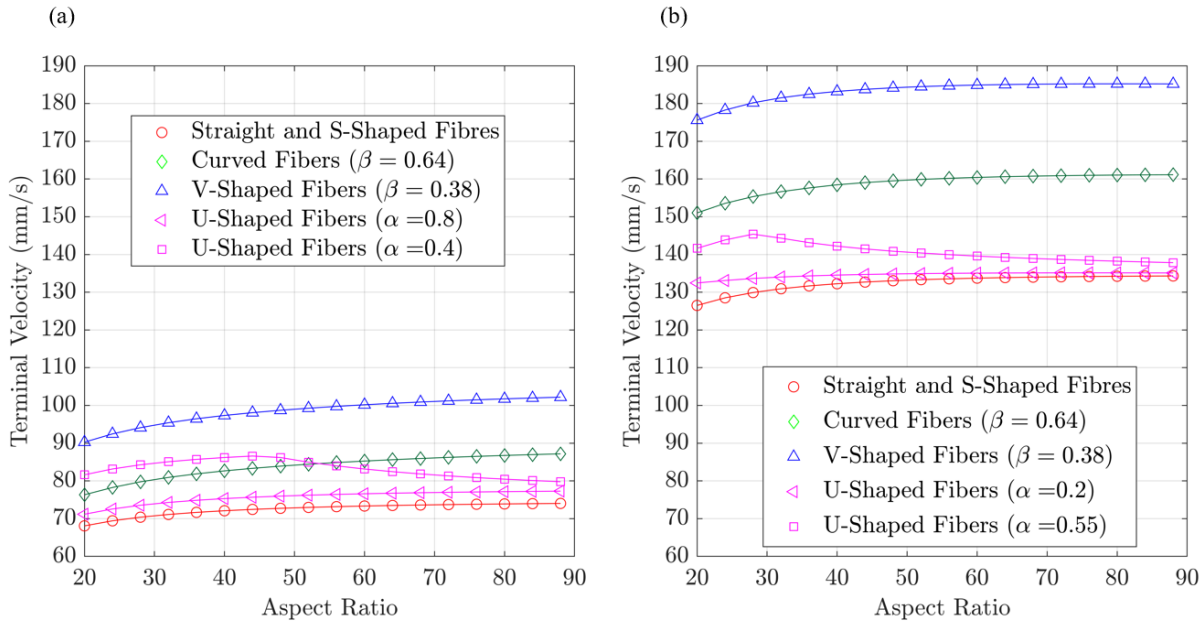 (a)
190
180
170
160
150
140
130
120
110
100
90
80
70
60
Terminal Velocity (mm/s)
Straight and S-Shaped Fibres
Curved Fibers (β = 0.64)
V-Shaped Fibers (β = 0.38)
U-Shaped Fibers (α =0.8)
U-Shaped Fibers (α =0.4)
20 30 40 50 60 70 80 90
Aspect Ratio
(b)
190
180
170
160
150
140
130
120
110
100
90
80
70
60
Terminal Velocity (mm/s)
Straight and S-Shaped Fibres
Curved Fibers (β = 0.64)
V-Shaped Fibers (β = 0.38)
U-Shaped Fibers (α =0.2)
U-Shaped Fibers (α =0.55)
20 30 40 50 60 70 80 90
Aspect Ratio